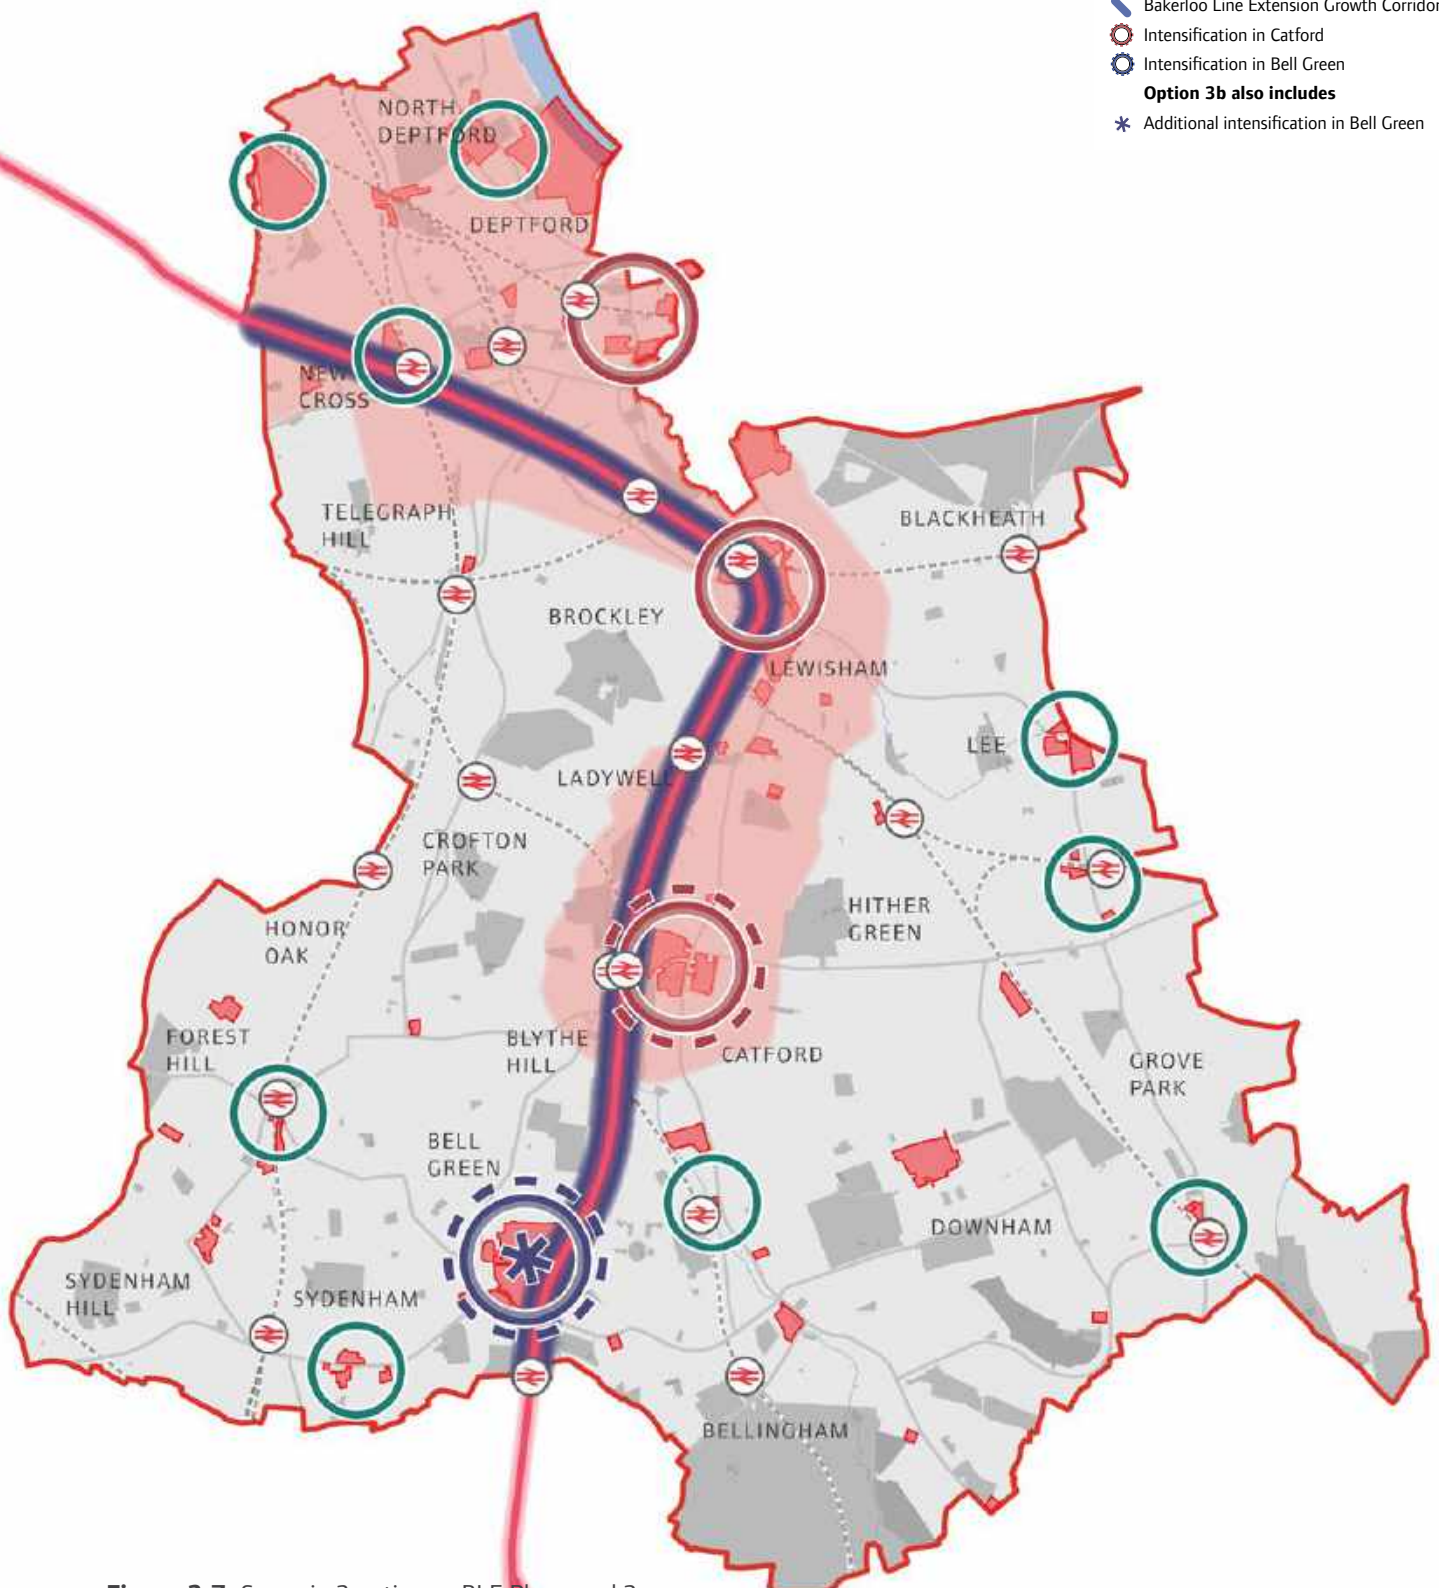 Bakerloo Line Extension Growth Corridor
Intensification in Catford
Intensification in Bell Green
Option 3b also includes
Additional intensification in Bell Green
NORTH
DEPTFORD
DEPTFORD
NEW
CROSS
TELEGRAPH
HILL
BLACKHEATH
BROCKLEY
LEWISHAM
LEE
LADYWELL
CROFTON
PARK
HITHER
GREEN
HONOR
OAK
FOREST
HILL
BLYTHE
HILL
CATFORD
GROVE
PARK
BELL
GREEN
DOWNHAM
SYDENHAM
HILL
SYDENHAM
BELLINGHAM